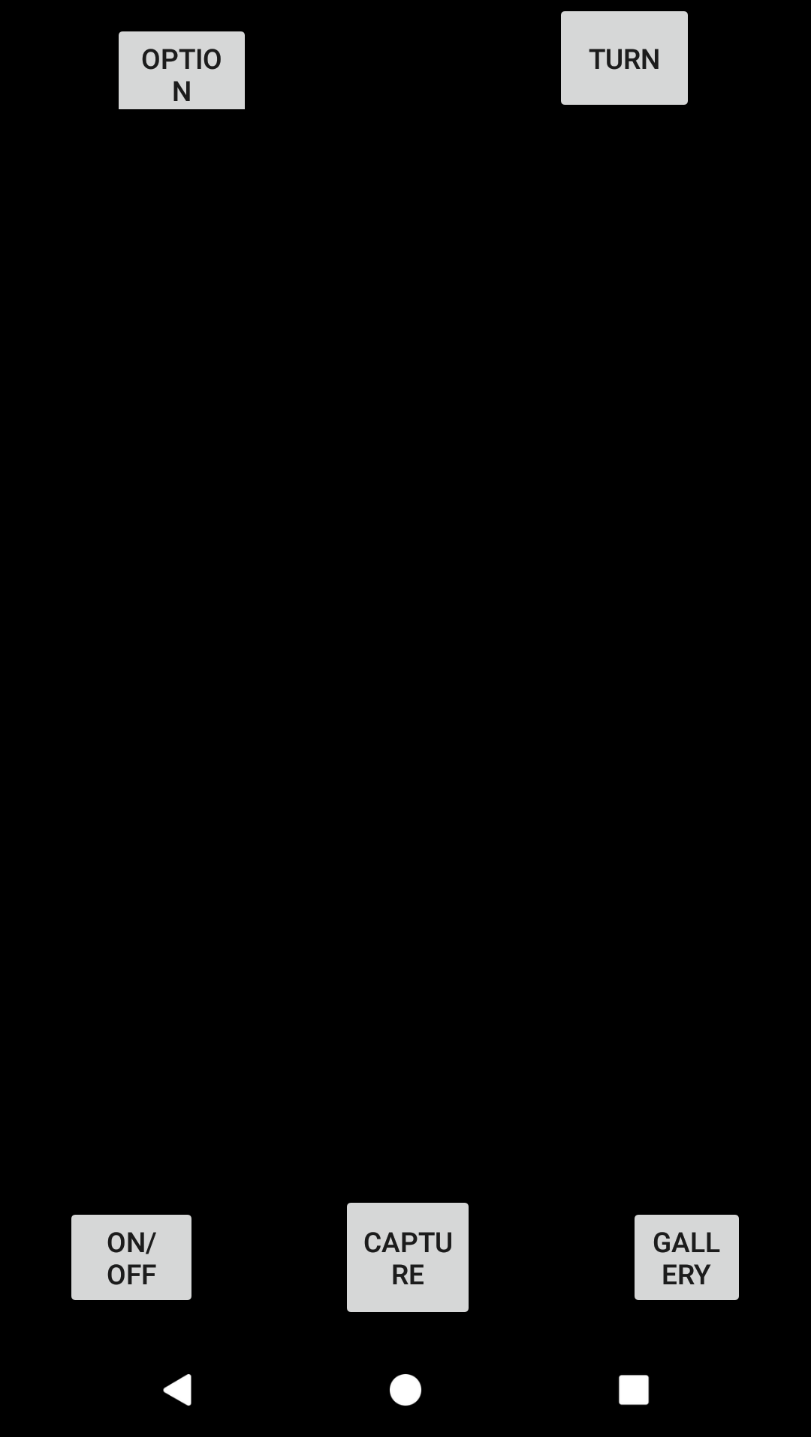 OPTIO
N
TURN
ON/
OFF
CAPTU
RE
GALL
ERY